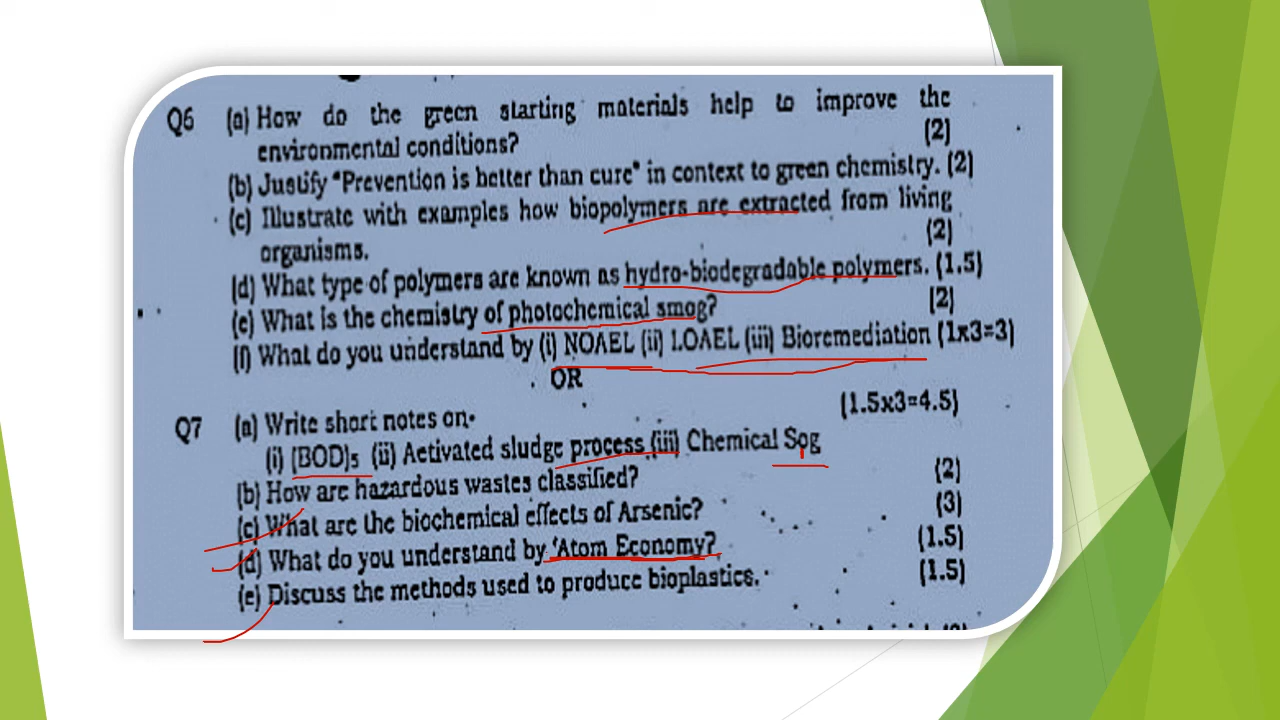 Q6 (a) How do the green starting materials help to improve the
environmental conditions? (2)
(b) Justify "Prevention is better than cure" in context to green chemistry. (2)
(c) Illustrate with examples how biopolymers are extracted from living
organisms. (2)
(d) What type of polymers are known as hydro-biodegradable polymers. (1.5)
(e) What is the chemistry of photochemical smog? (2)
(f) What do you understand by (i) NOAEL (ii) LOAEL (iii) Bioremediation (1x3=3)
OR
Q7 (a) Write short notes on- (1.5x3=4.5)
(i) (BOD)5 (ii) Activated sludge process (iii) Chemical Sog
(b) How are hazardous wastes classified? (2)
(c) What are the biochemical effects of Arsenic? (3)
(d) What do you understand by 'Atom Economy? (1.5)
(e) Discuss the methods used to produce bioplastics. (1.5)